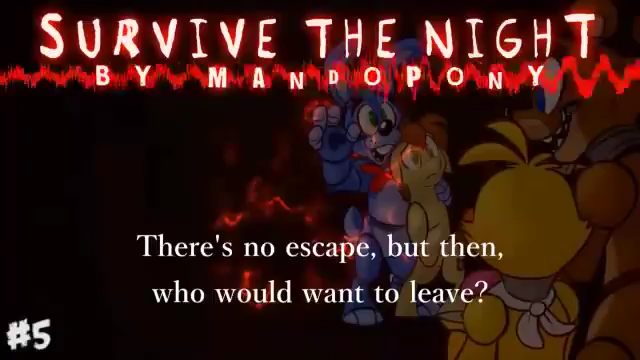 SURVIVE THE NIGHT
BY MANDOPONY
There's no escape, but then,
who would want to leave?
#5